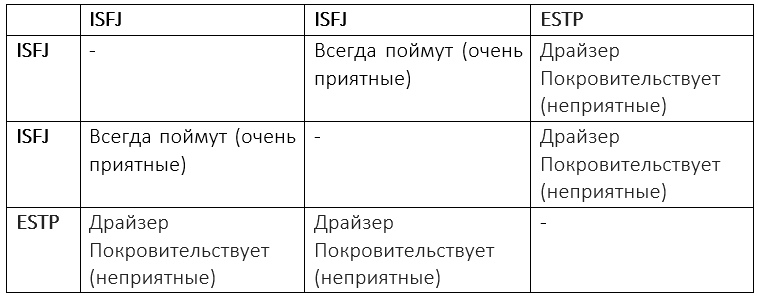 ISFJ ISFJ ESTP
ISFJ - Всегда поймут (очень Драйзер
приятные) Покровительствует
(неприятные)
ISFJ Всегда поймут (очень - Драйзер
приятные) Покровительствует
(неприятные)
ESTP Драйзер Драйзер -
Покровительствует Покровительствует
(неприятные) (неприятные)